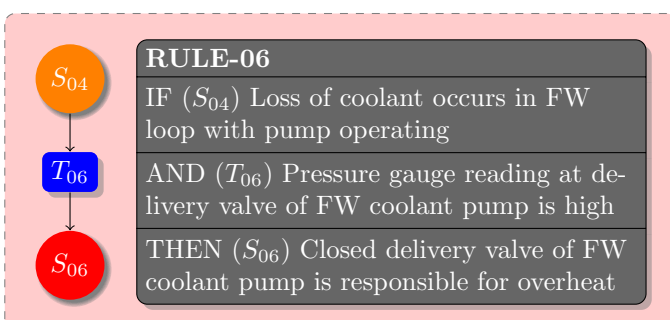 S04
RULE-06
IF (S04) Loss of coolant occurs in FW
loop with pump operating
T06
AND (T06) Pressure gauge reading at de-
livery valve of FW coolant pump is high
S06
THEN (S06) Closed delivery valve of FW
coolant pump is responsible for overheat